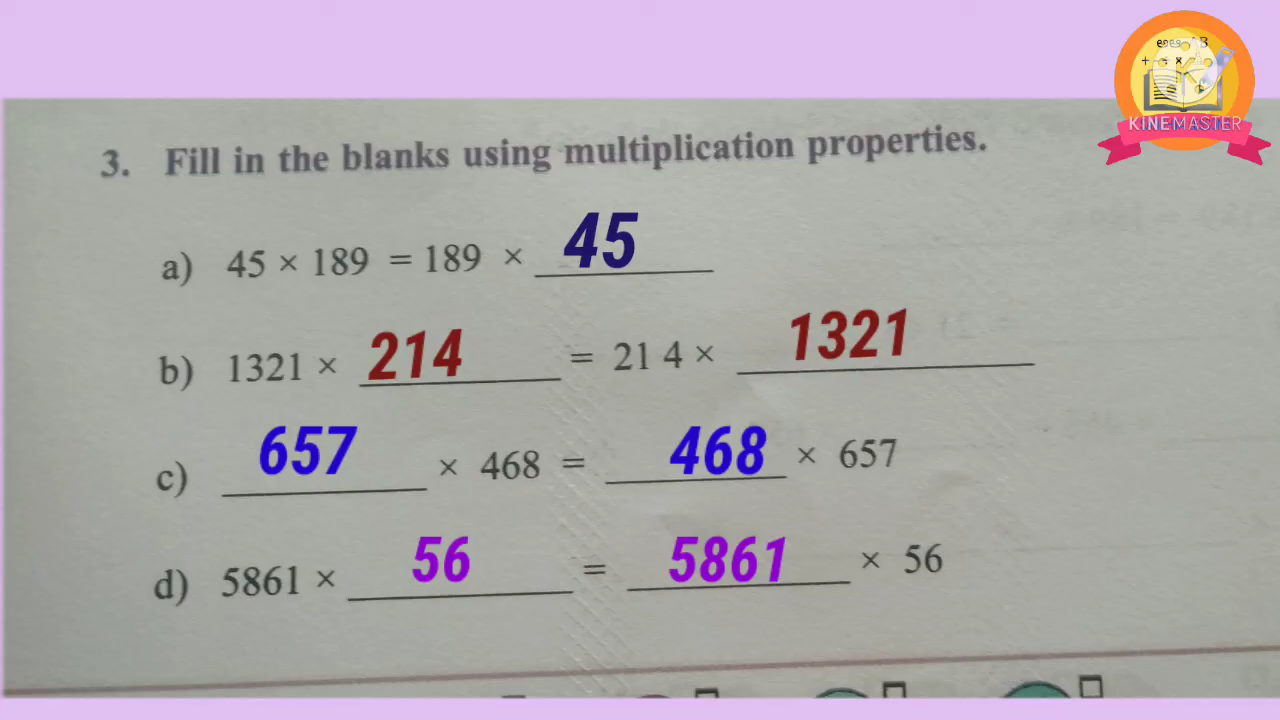 KINEMASTER
3. Fill in the blanks using multiplication properties.
a) 45 × 189 = 189 × 45
b) 1321 × 214 = 21 4 × 1321
c) 657 × 468 = 468 × 657
d) 5861 × 56 = 5861 × 56